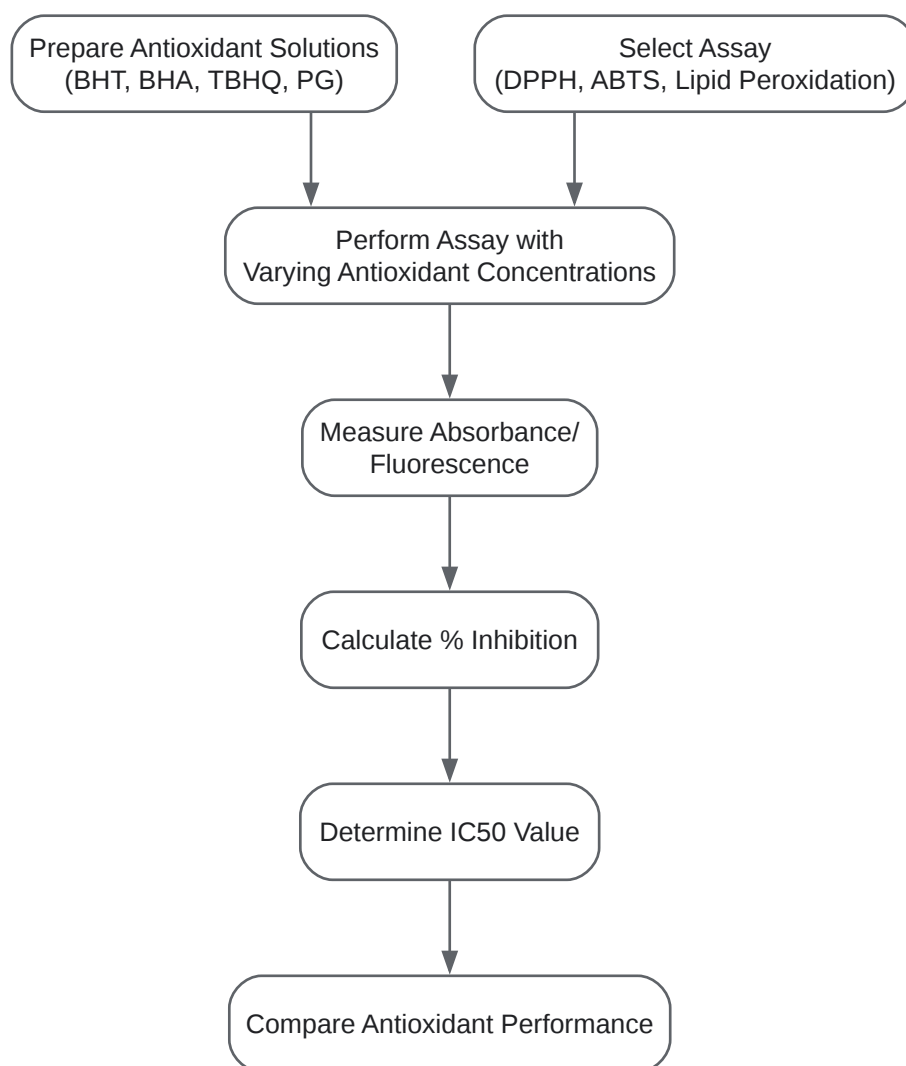 Prepare Antioxidant Solutions
(BHT, BHA, TBHQ, PG)
Select Assay
(DPPH, ABTS, Lipid Peroxidation)
Perform Assay with
Varying Antioxidant Concentrations
Measure Absorbance/
Fluorescence
Calculate % Inhibition
Determine IC50 Value
Compare Antioxidant Performance